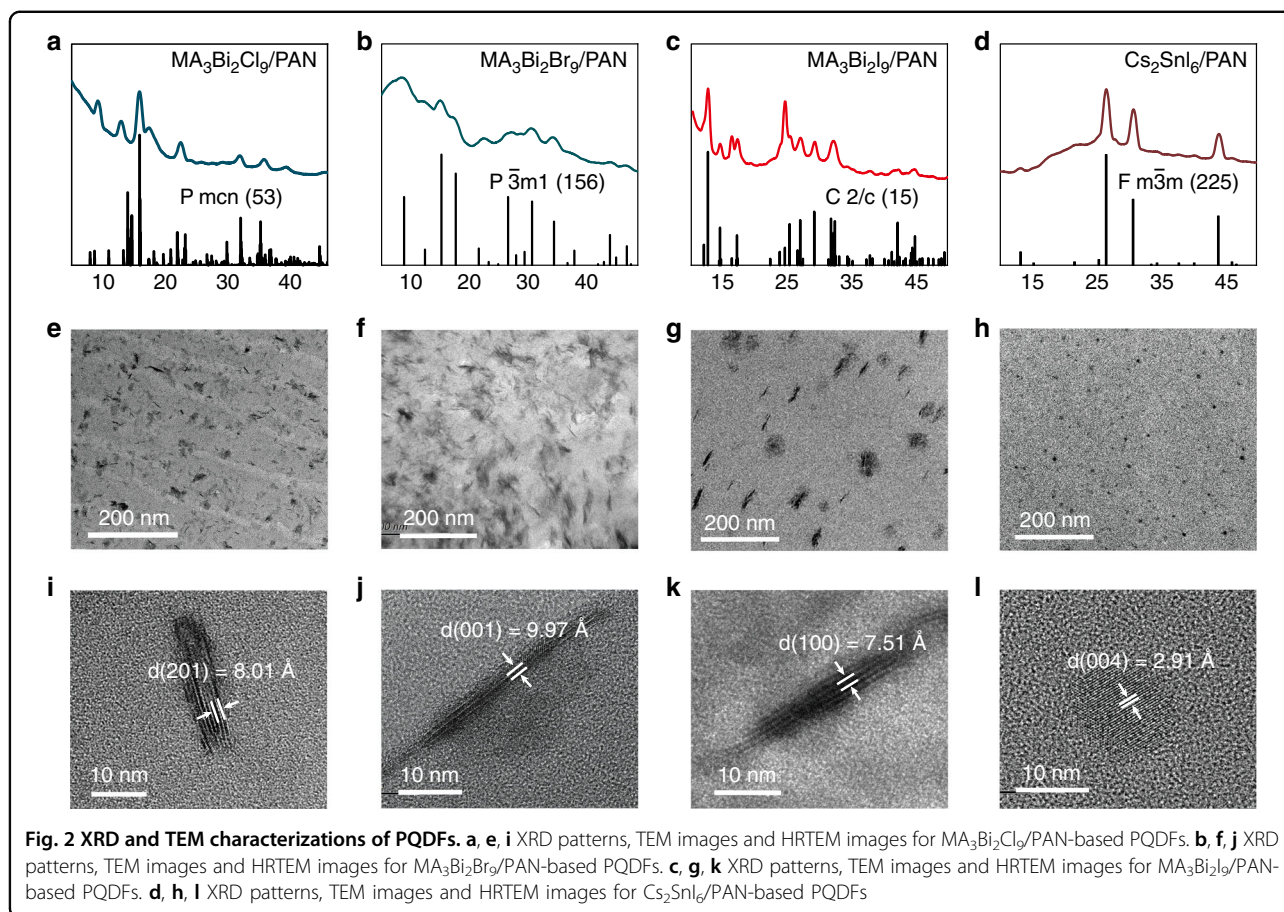 a
MA₃Bi₂Cl₉/PAN
P mcn (53)
10 20 30 40
b
MA₃Bi₂Br₉/PAN
P 3̄m1 (156)
10 20 30 40
c
MA₃Bi₂I₉/PAN
C 2/c (15)
15 25 35 45
d
Cs₂SnI₆/PAN
F m3̄m (225)
15 25 35 45
e
200 nm
f
200 nm
g
200 nm
h
200 nm
i
d(201) = 8.01 Å
10 nm
j
d(001) = 9.97 Å
10 nm
k
d(100) = 7.51 Å
10 nm
l
d(004) = 2.91 Å
10 nm
Fig. 2 XRD and TEM characterizations of PQDFs. a, e, i XRD patterns, TEM images and HRTEM images for MA₃Bi₂Cl₉/PAN-based PQDFs. b, f, j XRD
patterns, TEM images and HRTEM images for MA₃Bi₂Br₉/PAN-based PQDFs. c, g, k XRD patterns, TEM images and HRTEM images for MA₃Bi₂I₉/PAN-
based PQDFs. d, h, l XRD patterns, TEM images and HRTEM images for Cs₂SnI₆/PAN-based PQDFs